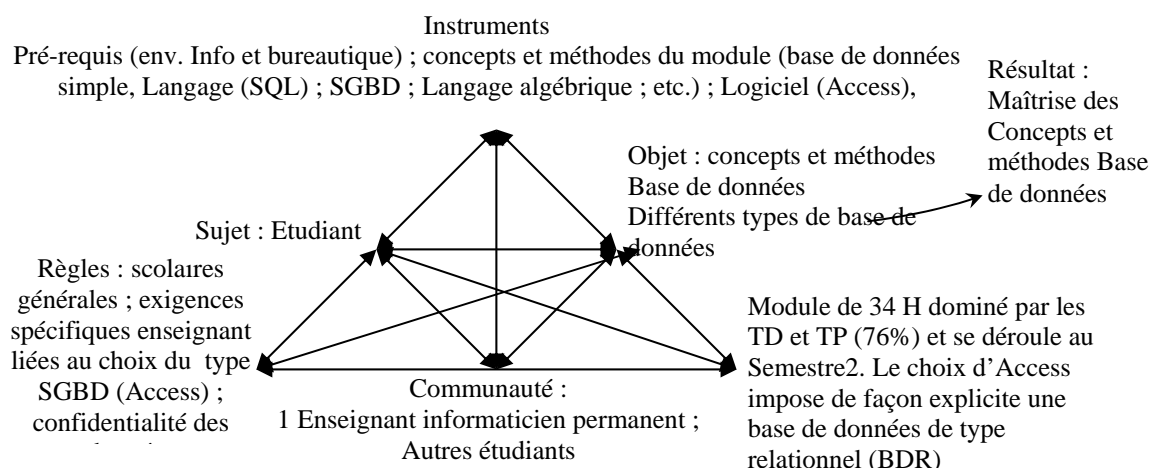 Instruments
Pré-requis (env. Info et bureautique) ; concepts et méthodes du module (base de données
simple, Langage (SQL) ; SGBD ; Langage algébrique ; etc.) ; Logiciel (Access),
Résultat :
Maîtrise des
Concepts et
méthodes Base
de données
Objet : concepts et méthodes
Base de données
Différents types de base de
données
Sujet : Etudiant
Règles : scolaires
générales ; exigences
spécifiques enseignant
liées au choix du type
SGBD (Access) ;
confidentialité des
Communauté :
1 Enseignant informaticien permanent ;
Autres étudiants
Module de 34 H dominé par les
TD et TP (76%) et se déroule au
Semestre2. Le choix d’Access
impose de façon explicite une
base de données de type
relationnel (BDR)